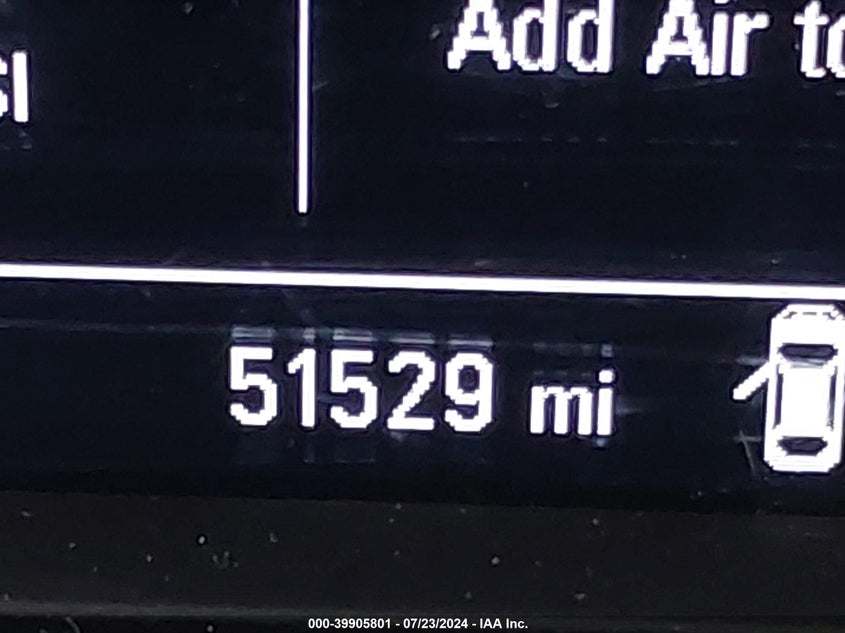 Add Air
51529 mi
000-39905801 - 07/23/2024 - IAA Inc.